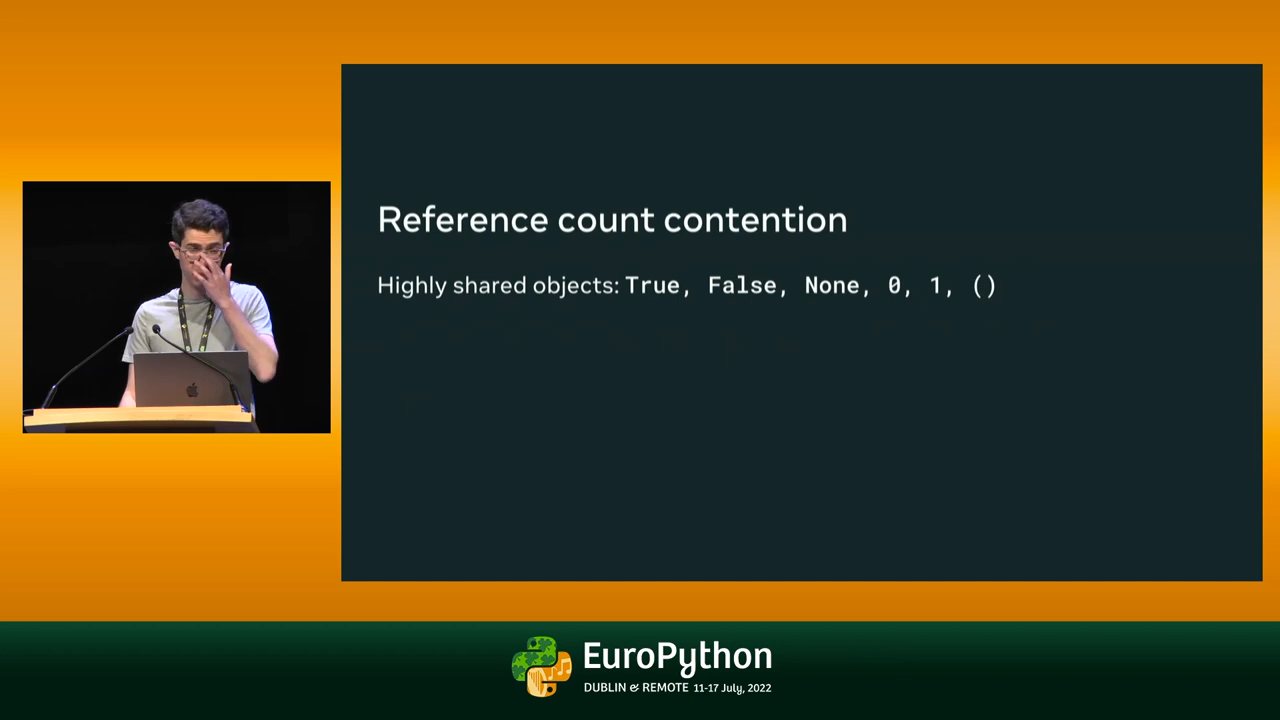 Reference count contention
Highly shared objects: True, False, None, 0, 1, ()
EuroPython
DUBLIN & REMOTE 11-17 July, 2022